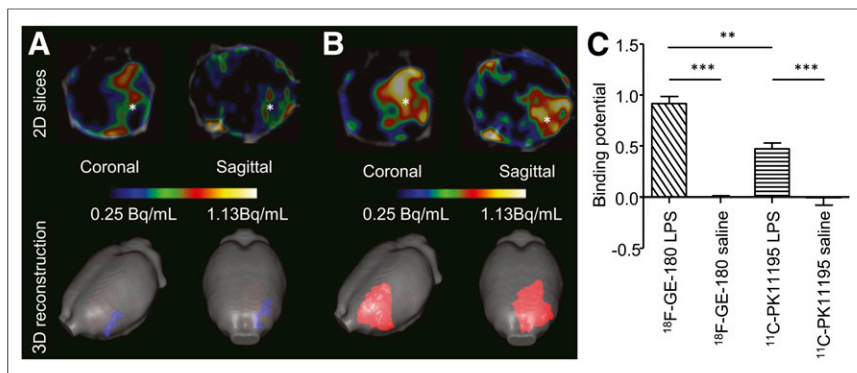 A
B
C
2D slices
*
*
*
*
Coronal
Sagittal
Coronal
Sagittal
0.25 Bq/mL
1.13Bq/mL
0.25 Bq/mL
1.13Bq/mL
3D reconstruction
Binding potential
1.5
1.0
0.5
0.0
-0.5
**
***
***
¹⁸F-GE-180 LPS
¹⁸F-GE-180 saline
¹¹C-PK11195 LPS
¹¹C-PK11195 saline